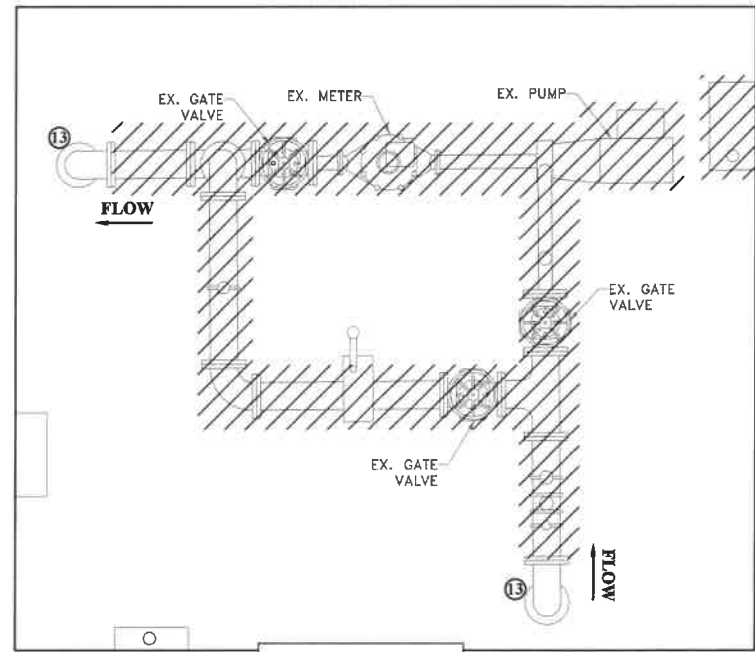 EX. GATE
VALVE
EX. METER
EX. PUMP
13
FLOW
EX. GATE
VALVE
EX. GATE
VALVE
FLOW
13